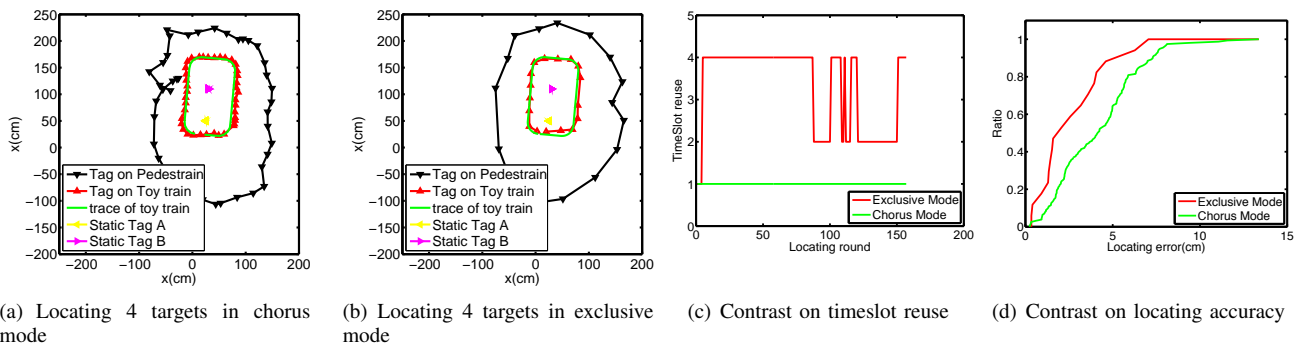 250
200
150
100
50
0
−50
−100
−150
−200
−200 −100 0 100 200
x(cm)
x(cm)
Tag on Pedestrain
Tag on Toy train
trace of toy train
Static Tag A
Static Tag B
250
200
150
100
50
0
−50
−100
−150
−200
−200 −100 0 100 200
x(cm)
x(cm)
Tag on Pedestrain
Tag on Toy train
trace of toy train
Static Tag A
Static Tag B
5
4
3
2
1
0
0 50 100 150 200
TimeSlot reuse
Locating round
Exclusive Mode
Chorus Mode
1
0.8
0.6
0.4
0.2
0
0 5 10 15
Ratio
Locating error(cm)
Exclusive Mode
Chorus Mode
(a) Locating 4 targets in chorus
mode
(b) Locating 4 targets in exclusive
mode
(c) Contrast on timeslot reuse
(d) Contrast on locating accuracy